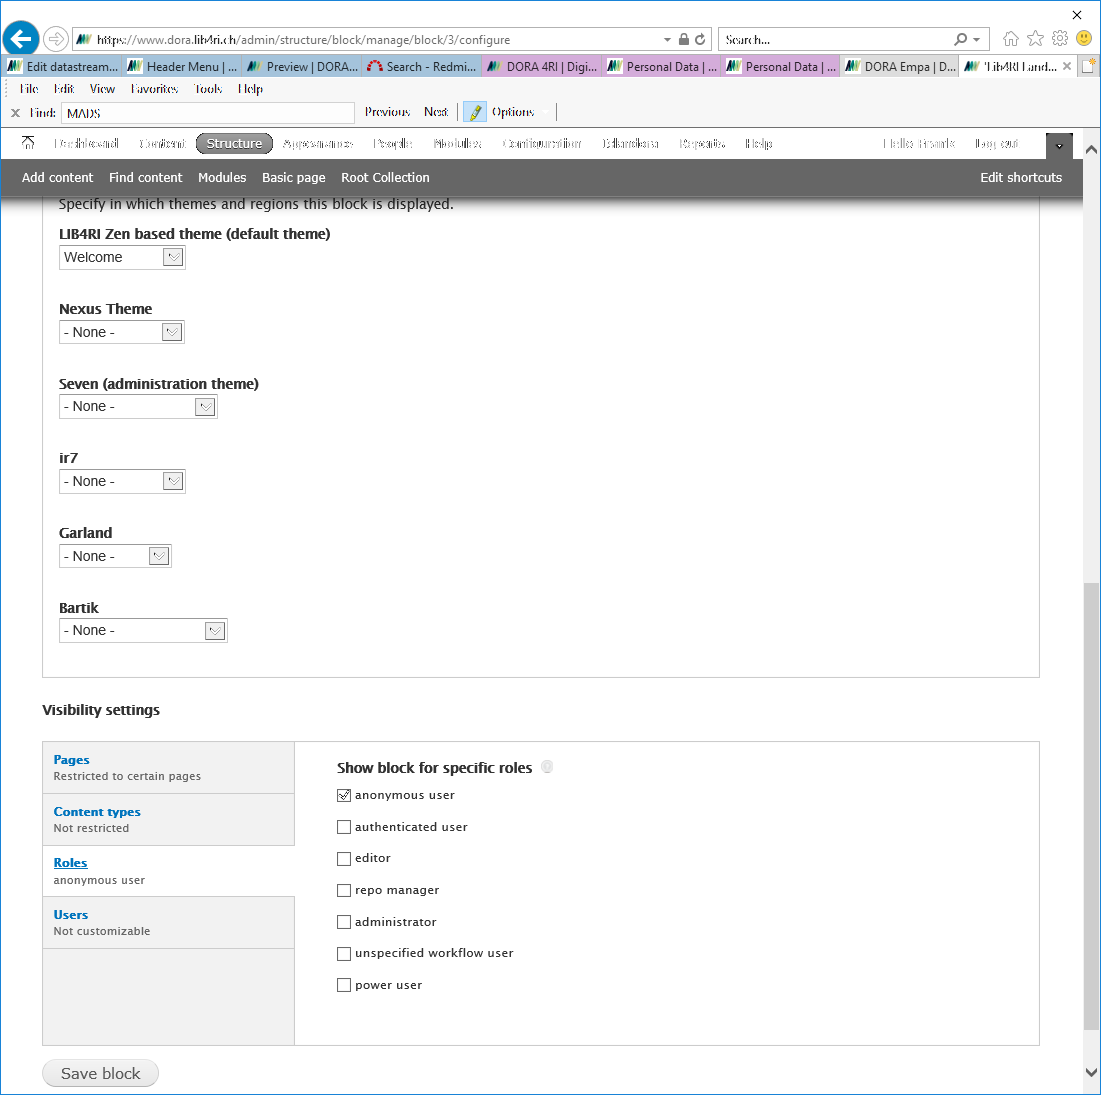 https://www.dora.lib4ri.ch/admin/structure/block/manage/block/3/configure
Search...
Edit datastream...
Header Menu | ...
Preview | DORA...
Search - Redmi...
DORA 4RI | Digi...
Personal Data | ...
Personal Data | ...
DORA Empa | D...
'Lib4RI Land...
File Edit View Favorites Tools Help
Find: MADS Previous Next Options
Dashboard Content Structure Appearance People Modules Configuration Islandora Reports Help Hello Frank Log out
Add content Find content Modules Basic page Root Collection Edit shortcuts
Specify in which themes and regions this block is displayed.
LIB4RI Zen based theme (default theme)
Welcome
Nexus Theme
- None -
Seven (administration theme)
- None -
ir7
- None -
Garland
- None -
Bartik
- None -
Visibility settings
Pages
Restricted to certain pages
Content types
Not restricted
Roles
anonymous user
Users
Not customizable
Show block for specific roles
anonymous user
authenticated user
editor
repo manager
administrator
unspecified workflow user
power user
Save block